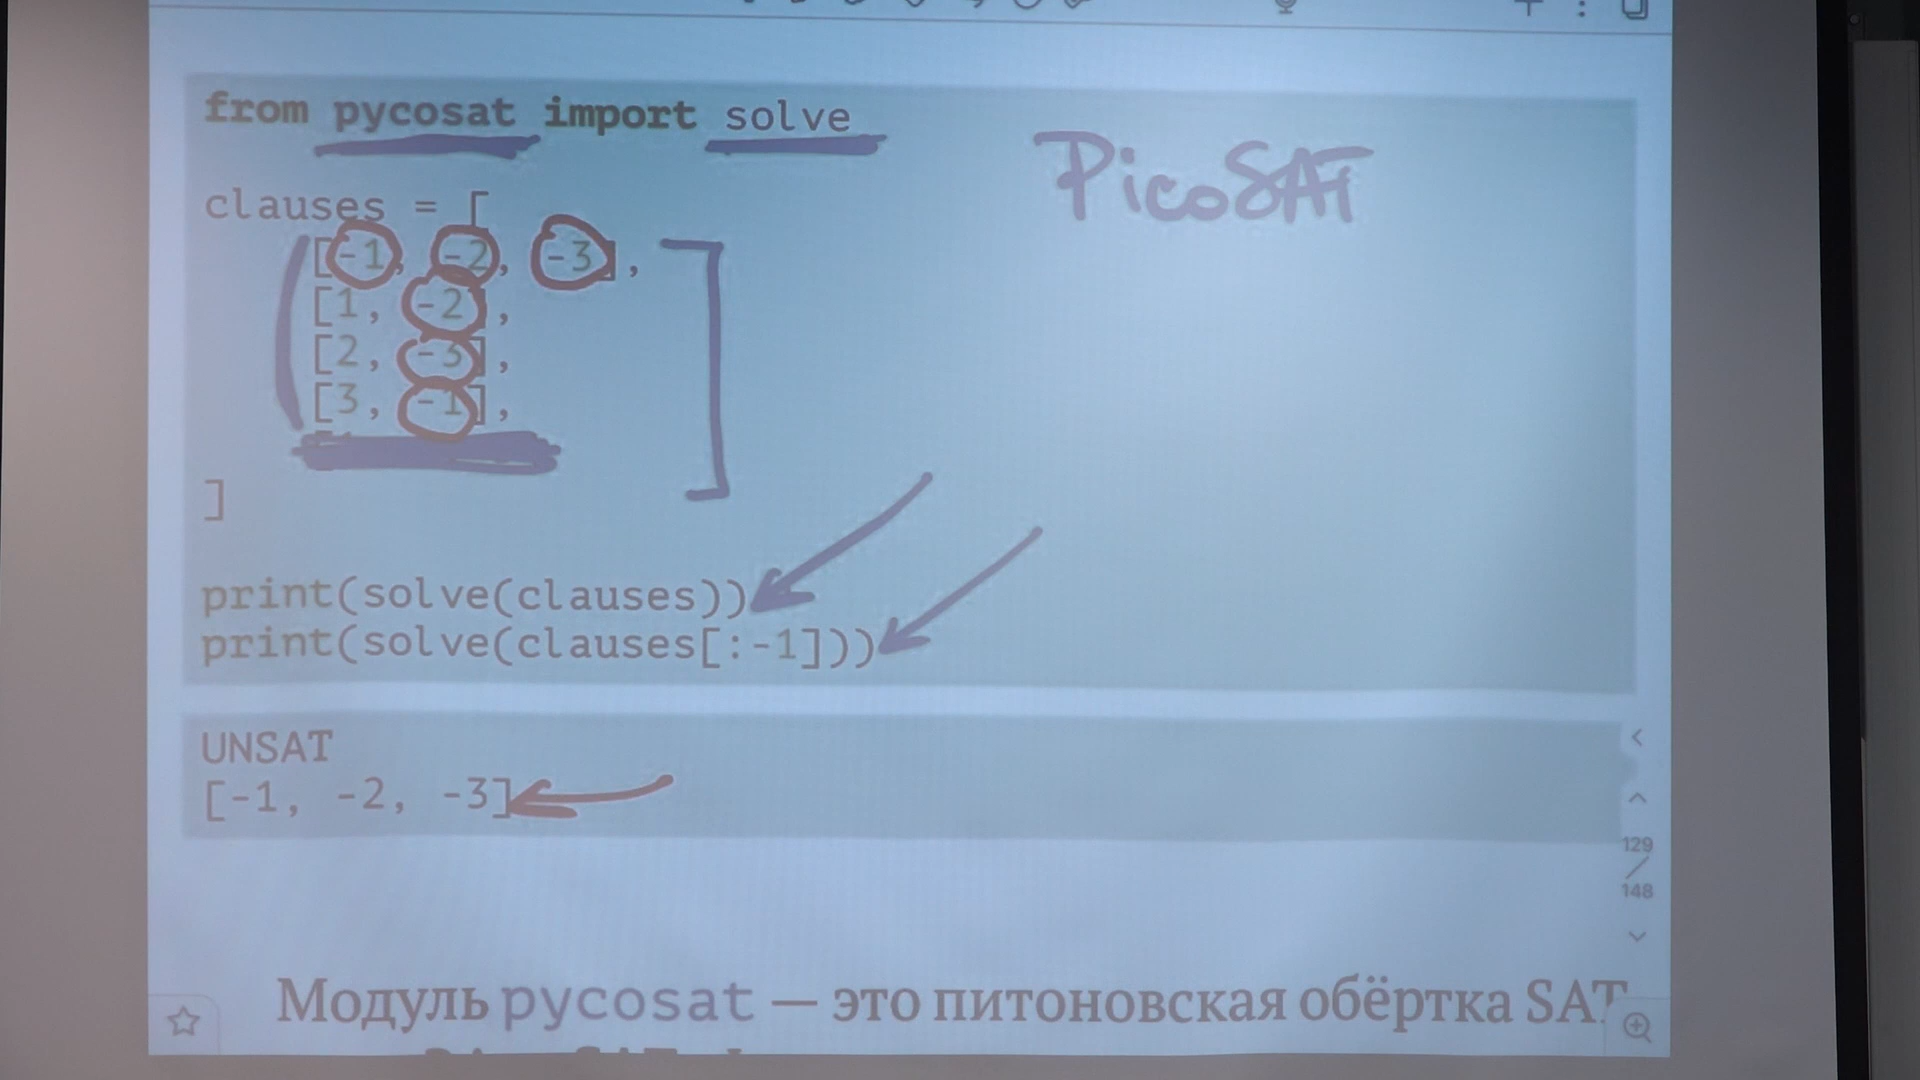 from pycosat import solve
PicoSAT
clauses = [
[-1, -2, -3],
[1, -2],
[2, -3],
[3, -1],
]
print(solve(clauses))
print(solve(clauses[:-1]))
UNSAT
[-1, -2, -3]
129
148
Модуль pycosat — это питоновская обёртка SAT